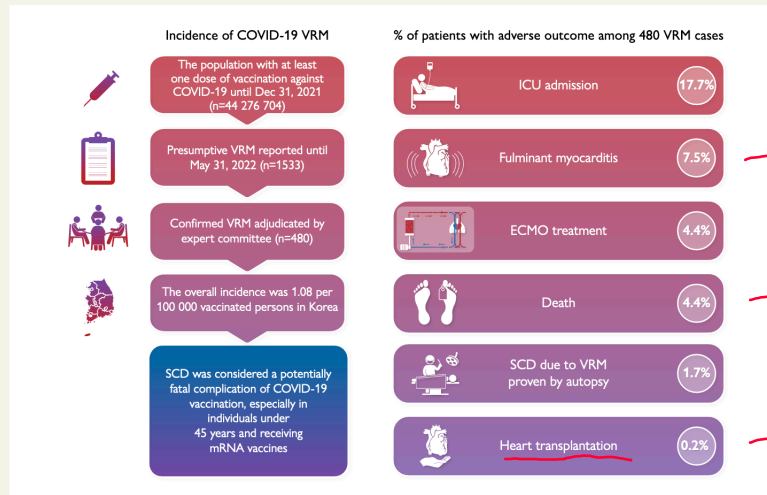 Incidence of COVID-19 VRM
The population with at least
one dose of vaccination against
COVID-19 until Dec 31, 2021
(n=44 276 704)
Presumptive VRM reported until
May 31, 2022 (n=1533)
Confirmed VRM adjudicated by
expert committee (n=480)
The overall incidence was 1.08 per
100 000 vaccinated persons in Korea
SCD was considered a potentially
fatal complication of COVID-19
vaccination, especially in
individuals under
45 years and receiving
mRNA vaccines
% of patients with adverse outcome among 480 VRM cases
ICU admission
17.7%
Fulminant myocarditis
7.5%
ECMO treatment
4.4%
Death
4.4%
SCD due to VRM
proven by autopsy
1.7%
Heart transplantation
0.2%